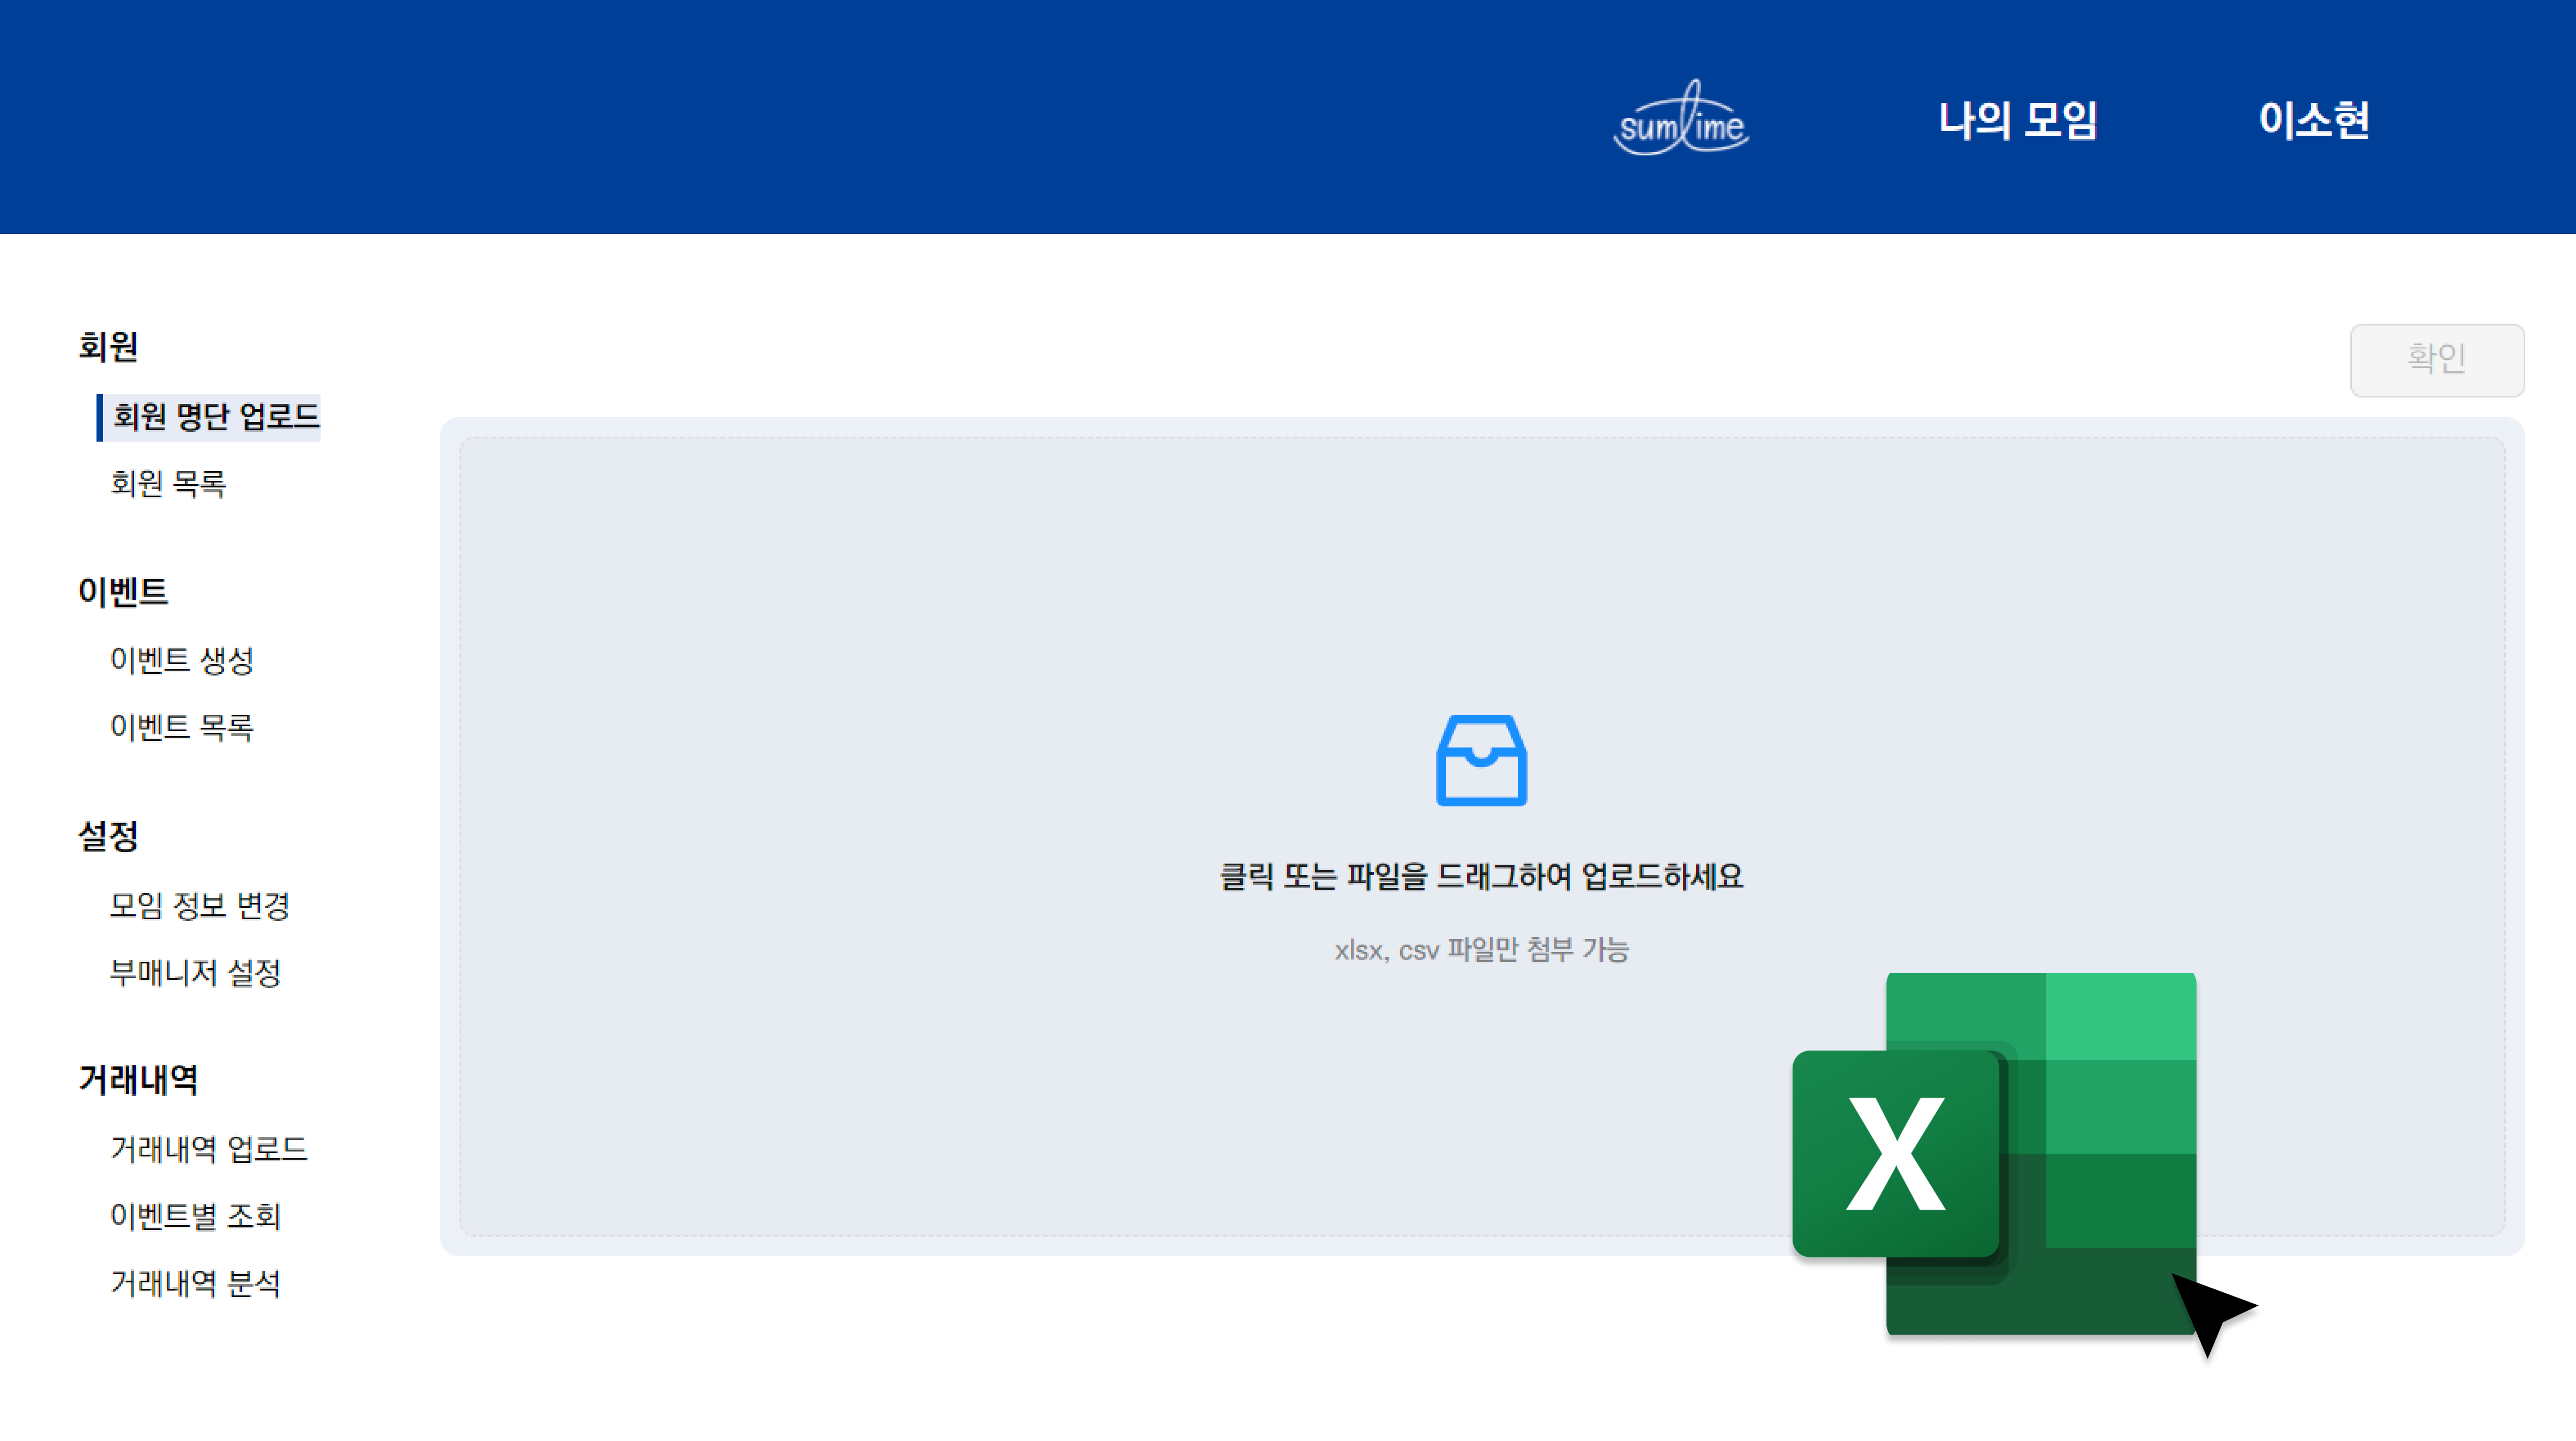 sumlime
나의 모임
이소현
회원
회원 명단 업로드
회원 목록
이벤트
이벤트 생성
이벤트 목록
설정
모임 정보 변경
부매니저 설정
거래내역
거래내역 업로드
이벤트별 조회
거래내역 분석
확인
클릭 또는 파일을 드래그하여 업로드하세요
xlsx, csv 파일만 첨부 가능
X